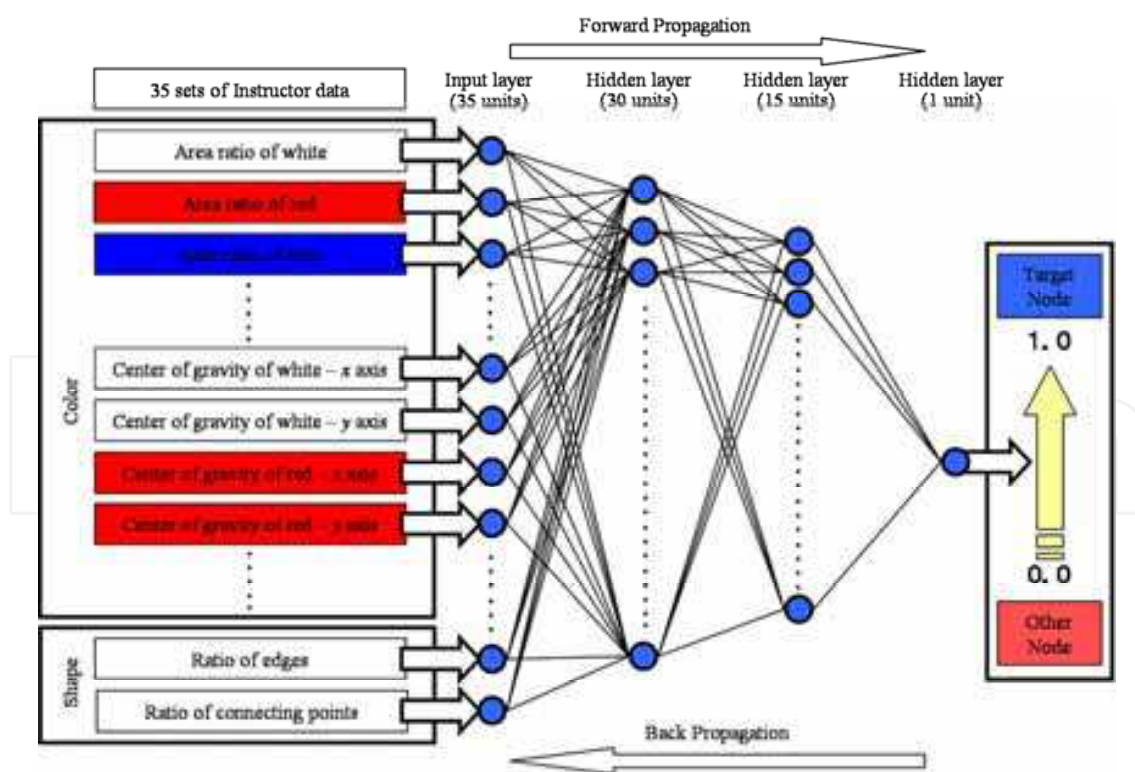 Forward Propagation
35 sets of Instructor data
Input layer
(35 units)
Hidden layer
(30 units)
Hidden layer
(15 units)
Hidden layer
(1 unit)
Color
Area ratio of white
Area ratio of red
Center of gravity of white – x axis
Center of gravity of white – y axis
Center of gravity of red – x axis
Center of gravity of red – y axis
Shape
Ratio of edges
Ratio of connecting points
Target
Node
1.0
0.0
Other
Node
Back Propagation